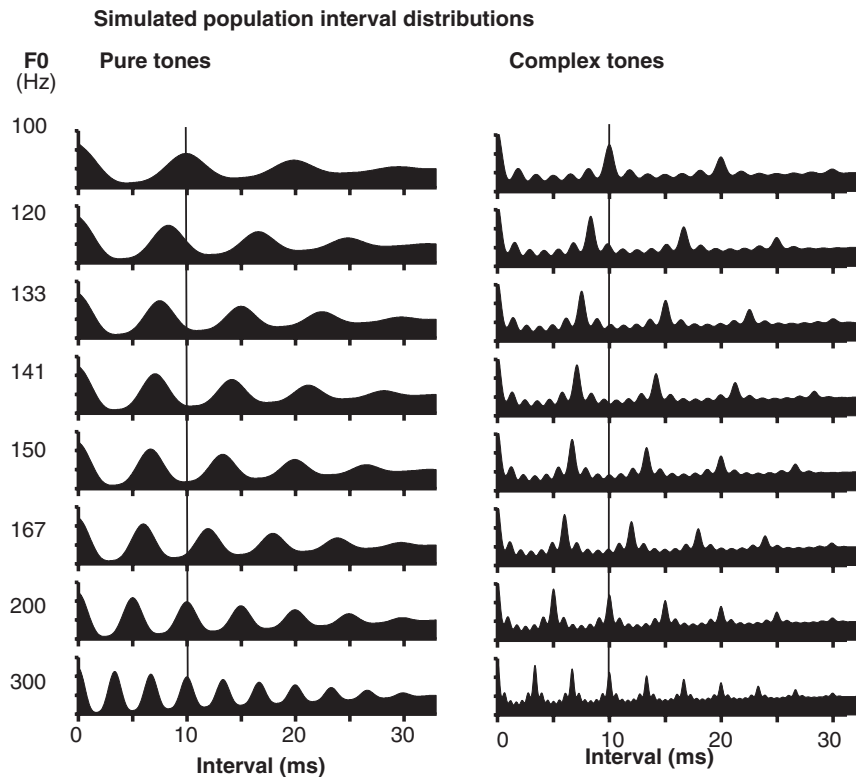 Simulated population interval distributions
F0 Pure tones Complex tones
(Hz)
100
120
133
141
150
167
200
300
0 10 20 30 0 10 20 30
Interval (ms) Interval (ms)